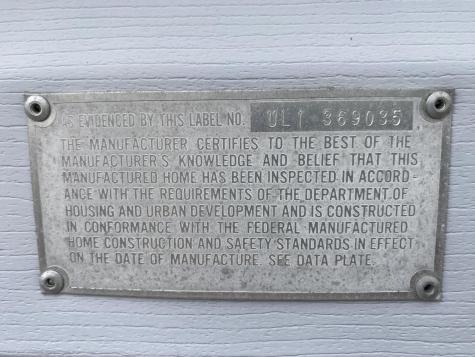 AS EVIDENCED BY THIS LABEL NO. ULI 369035
THE MANUFACTURER CERTIFIES TO THE BEST OF THE
MANUFACTURER'S KNOWLEDGE AND BELIEF THAT THIS
MANUFACTURED HOME HAS BEEN INSPECTED IN ACCORD-
ANCE WITH THE REQUIREMENTS OF THE DEPARTMENT OF
HOUSING AND URBAN DEVELOPMENT AND IS CONSTRUCTED
IN CONFORMANCE WITH THE FEDERAL MANUFACTURED
HOME CONSTRUCTION AND SAFETY STANDARDS IN EFFECT
ON THE DATE OF MANUFACTURE. SEE DATA PLATE.